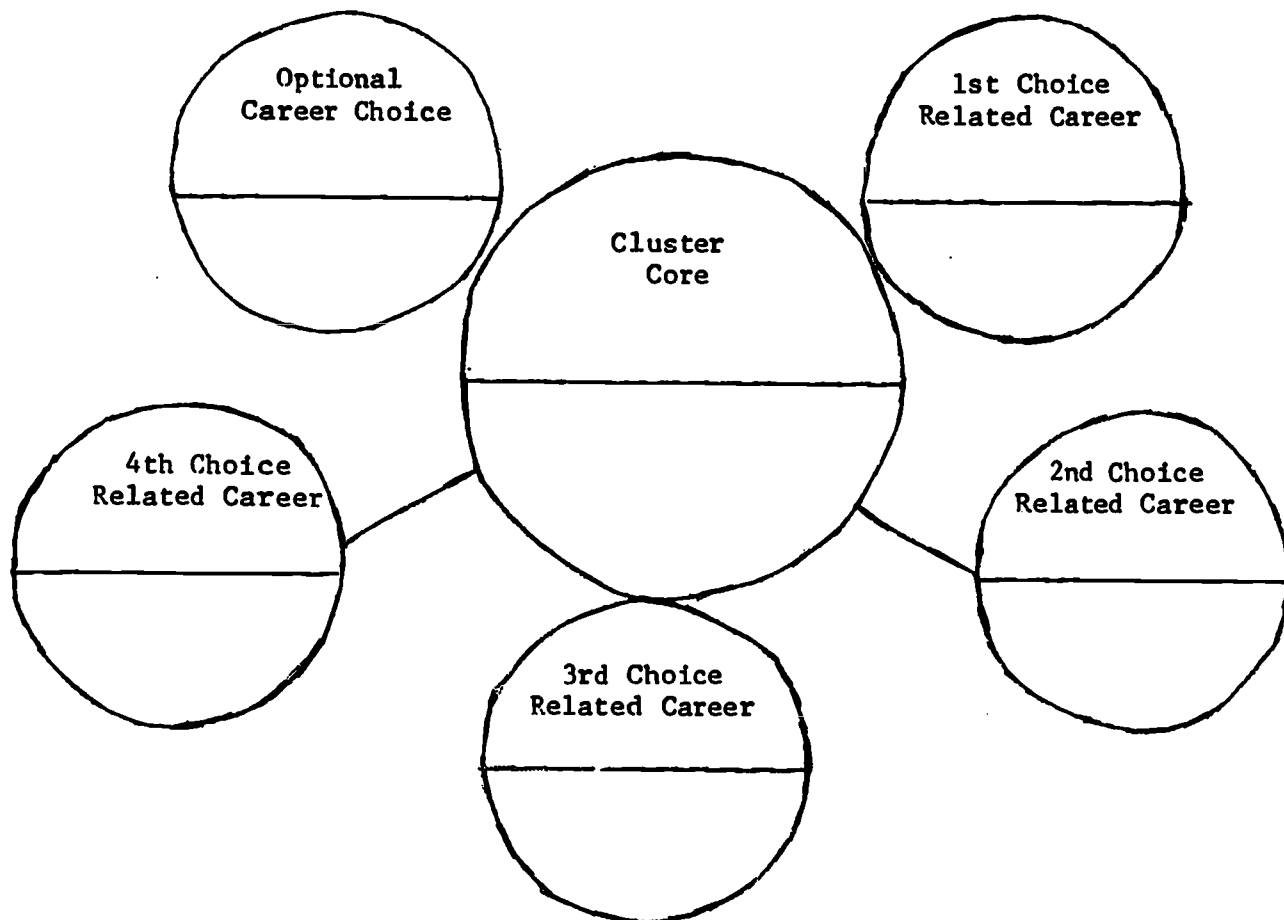 Optional
Career Choice
1st Choice
Related Career
Cluster
Core
4th Choice
Related Career
2nd Choice
Related Career
3rd Choice
Related Career